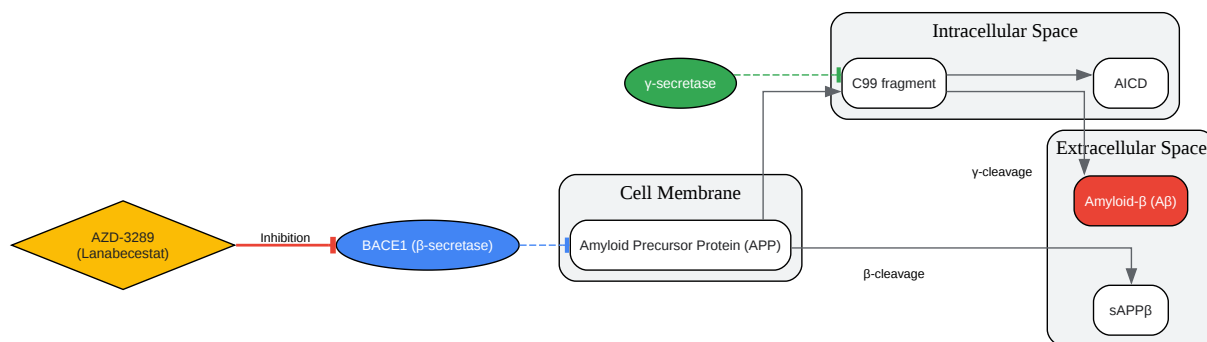 Intracellular Space
γ-secretase
C99 fragment
AICD
Extracellular Space
γ-cleavage
Amyloid-β (Aβ)
Cell Membrane
AZD-3289
(Lanabecestat)
Inhibition
BACE1 (β-secretase)
Amyloid Precursor Protein (APP)
β-cleavage
sAPPβ